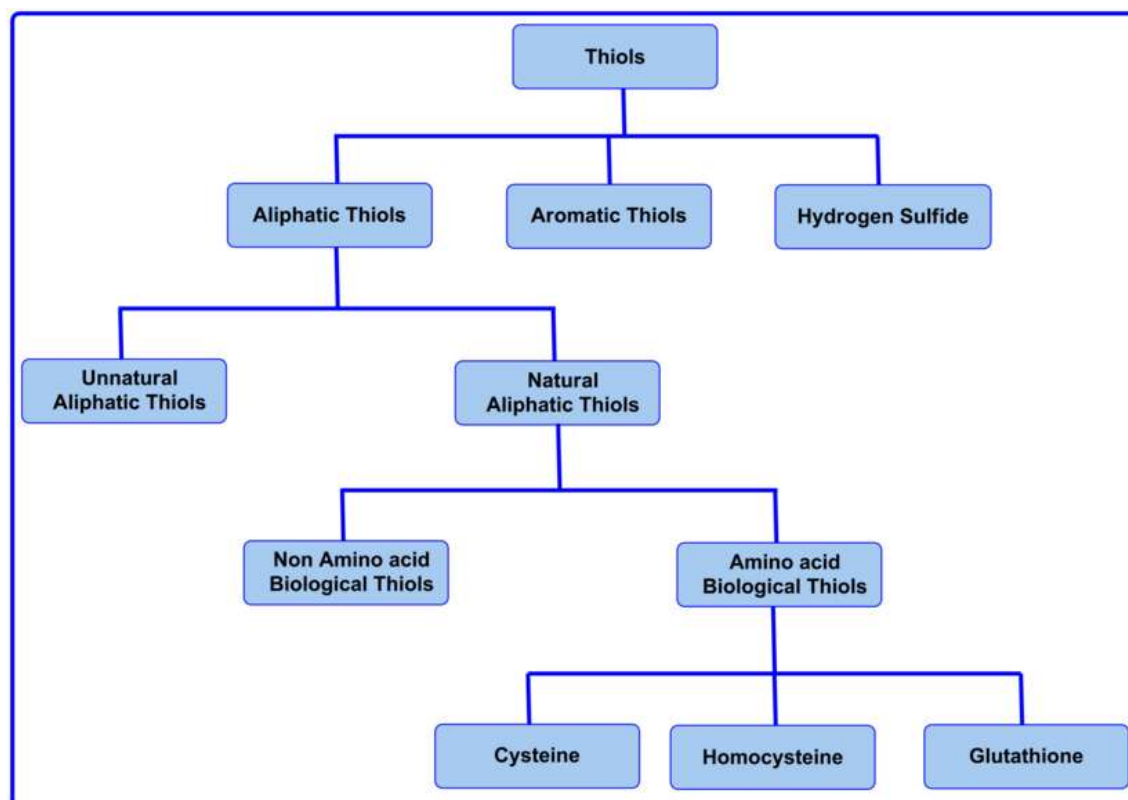 Thiols
Aliphatic Thiols
Aromatic Thiols
Hydrogen Sulfide
Unnatural
Aliphatic Thiols
Natural
Aliphatic Thiols
Non Amino acid
Biological Thiols
Amino acid
Biological Thiols
Cysteine
Homocysteine
Glutathione